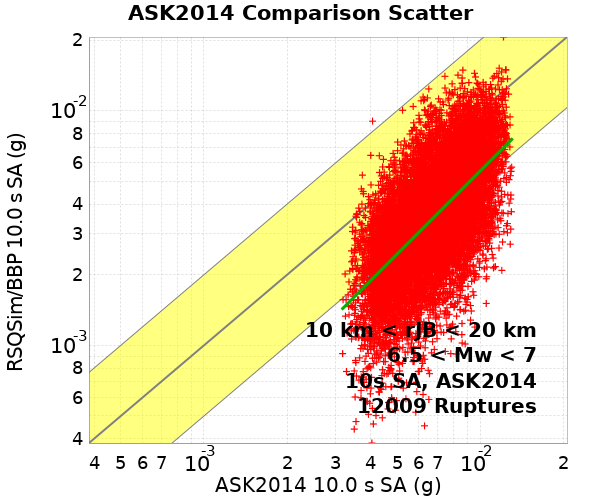 ASK2014 Comparison Scatter
RSQSim/BBP 10.0 s SA (g)
2
10-2
8
6
4
3
2
10-3
8
6
4
10 km < rJB < 20 km
6.5 < Mw < 7
10s SA, ASK2014
12009 Ruptures
4 5 6 7 10-3 2 3 4 5 6 7 10-2 2
ASK2014 10.0 s SA (g)